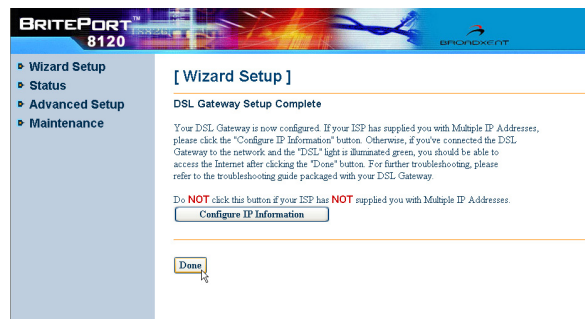 BRITEPORT™
8120
BROADXENT
Wizard Setup
Status
Advanced Setup
Maintenance
[ Wizard Setup ]
DSL Gateway Setup Complete
Your DSL Gateway is now configured. If your ISP has supplied you with Multiple IP Addresses,
please click the "Configure IP Information" button. Otherwise, if you've connected the DSL
Gateway to the network and the "DSL" light is illuminated green, you should be able to
access the Internet after clicking the "Done" button. For further troubleshooting, please
refer to the troubleshooting guide packaged with your DSL Gateway.
Do NOT click this button if your ISP has NOT supplied you with Multiple IP Addresses.
Configure IP Information
Done